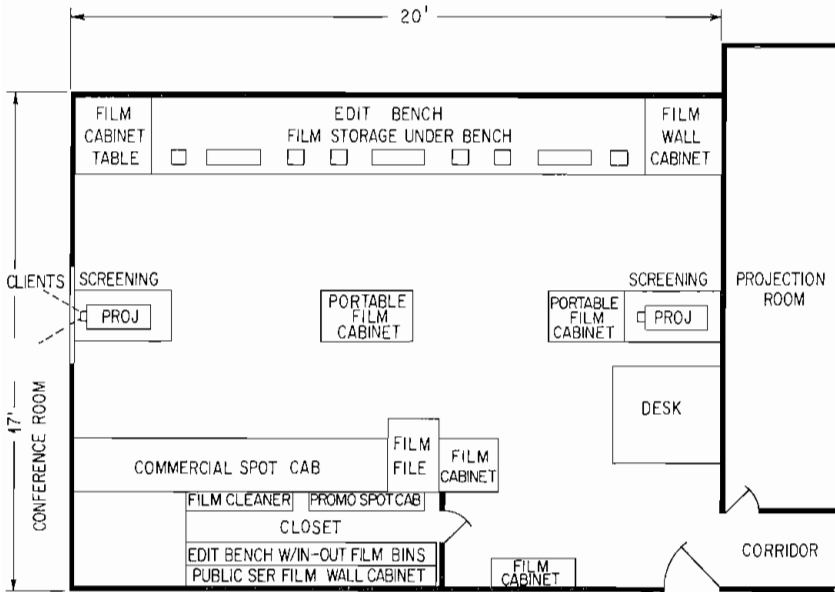 20'
FILM
CABINET
TABLE
EDIT BENCH
FILM STORAGE UNDER BENCH
FILM
WALL
CABINET
CLIENTS
SCREENING
PROJ
PORTABLE
FILM
CABINET
SCREENING
PORTABLE
FILM
CABINET
PROJ
PROJECTION
ROOM
17'
CONFERENCE ROOM
DESK
COMMERCIAL SPOT CAB
FILM
FILE
FILM
CABINET
FILM CLEANER
PROMO SPOT CAB
CLOSET
EDIT BENCH W/IN-OUT FILM BINS
PUBLIC SER FILM WALL CABINET
FILM
CABINET
CORRIDOR